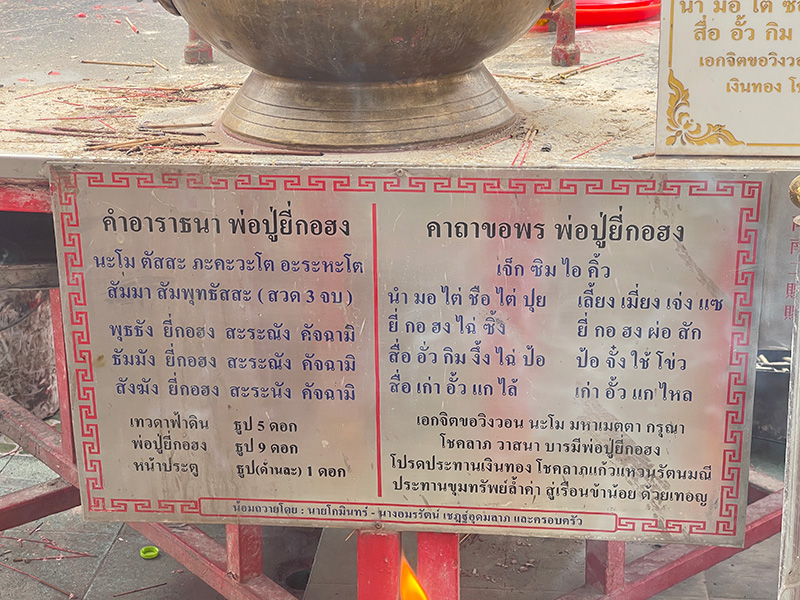 นำ มอ ไต่
สื่อ อั้ว กิม
เอกจิตขอวิงวอ
เงินทอง โช
คำอาราธนา พ่อปู่ยี่กอฮง
นะโม ตัสสะ ภะคะวะโต อะระหะโต
สัมมา สัมพุทธัสสะ ( สวด 3 จบ )
พุธธัง ยี่กอฮง สะระณัง คัจฉามิ
ธัมมัง ยี่กอฮง สะระณัง คัจฉามิ
สังฆัง ยี่กอฮง สะระนัง คัจฉามิ
เทวดาฟ้าดิน ธูป 5 ดอก
พ่อปู่ยี่กอฮง ธูป 9 ดอก
หน้าประตู ธูป(ด้านละ) 1 ดอก
คาถาขอพร พ่อปู่ยี่กอฮง
เจ็ก ซิม ไอ คิ้ว
นำ มอ ไต่ ซือ ไต่ ปุย เลี้ยง เมี่ยง เจ่ง แซ
ยี่ กอ ฮง ไฉ่ ซิ้ง ยี่ กอ ฮง ผ่อ สัก
สื่อ อั่ว กิม งิ้ง ไฉ่ ป้อ ป้อ จั๋ง ใช้ โข่ว
สื่อ เก่า อั้ว แก ไล้ เก่า อั้ว แก ไหล
เอกจิตขอวิงวอน นะโม มหาเมตตา กรุณา
โชคลาภ วาสนา บารมีพ่อปู่ยี่กอฮง
โปรดประทานเงินทอง โชคลาภแก้วแหวนรัตนมณี
ประทานขุมทรัพย์ล้ำค่า สู่เรือนข้าน้อย ด้วยเทอญ
น้อมถวายโดย : นายโกมินทร์ - นางอมรรัตน์ เชฎฐ์อุดมลาภ และครอบครัว